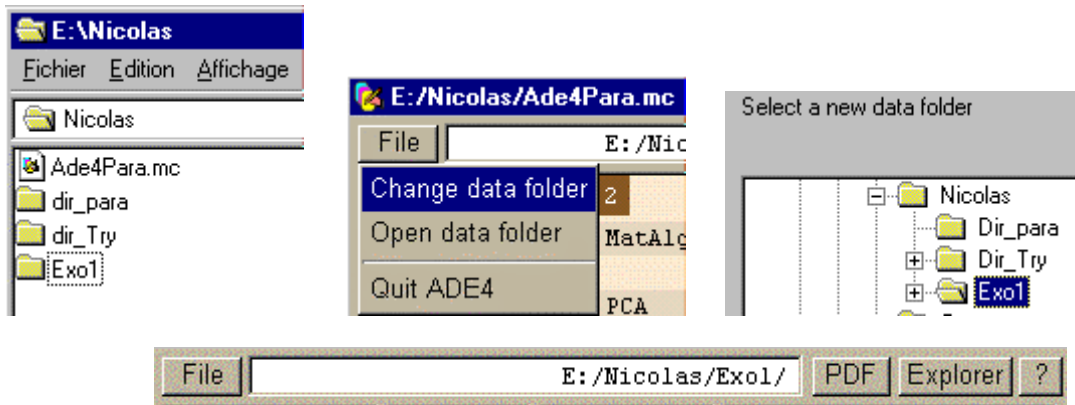 E:\Nicolas
Fichier Edition Affichage
Nicolas
Ade4Para.mc
dir_para
dir_Try
Exo1
E:/Nicolas/Ade4Para.mc
File E:/Nic
Change data folder 2
Open data folder MatAlg
Quit ADE4
PCA
Select a new data folder
Nicolas
Dir_para
Dir_Try
Exo1
File E:/Nicolas/Exo1/ PDF Explorer ?